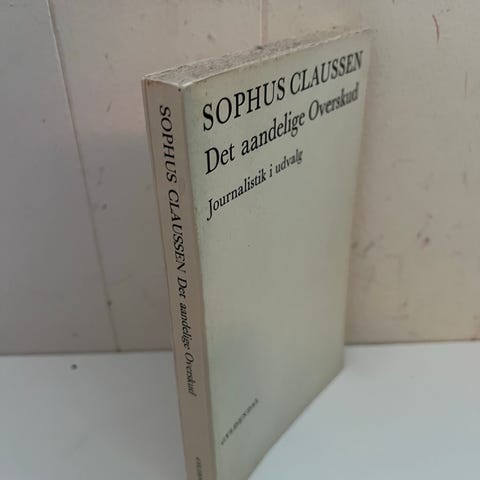 SOPHUS CLAUSSEN
Det aandelige Overskud
Journalistik i udvalg
GYLDENDAL
SOPHUS CLAUSSEN Det aandelige Overskud